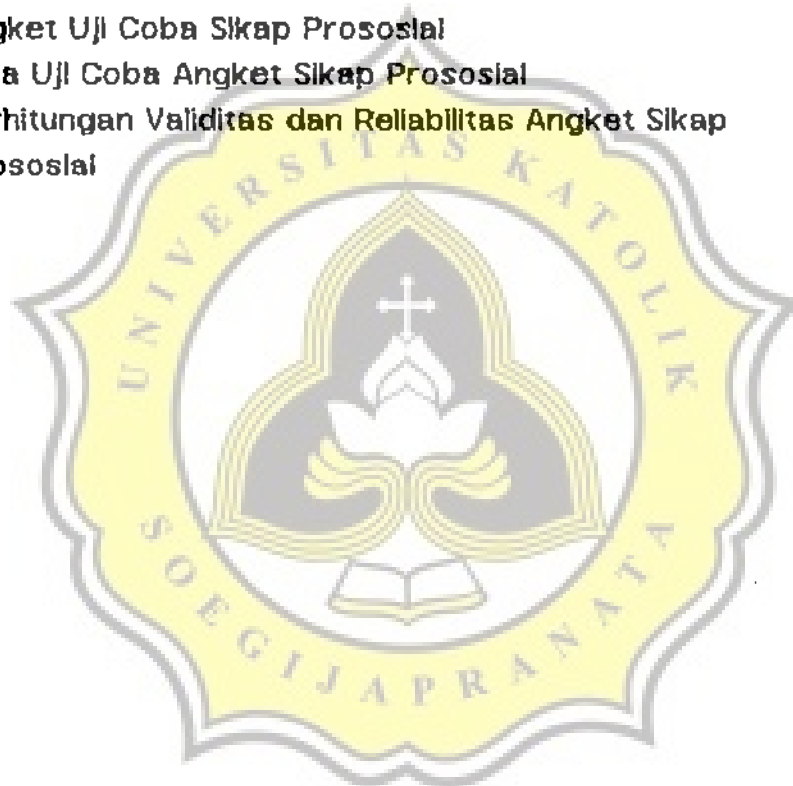 gket Uji Coba Sikap Prososial
a Uji Coba Angket Sikap Prososial
hitungan Validitas dan Reliabilitas Angket Sikap
ososial
UNIVERSITAS KATOLIK
SOEGIJAPRANATA